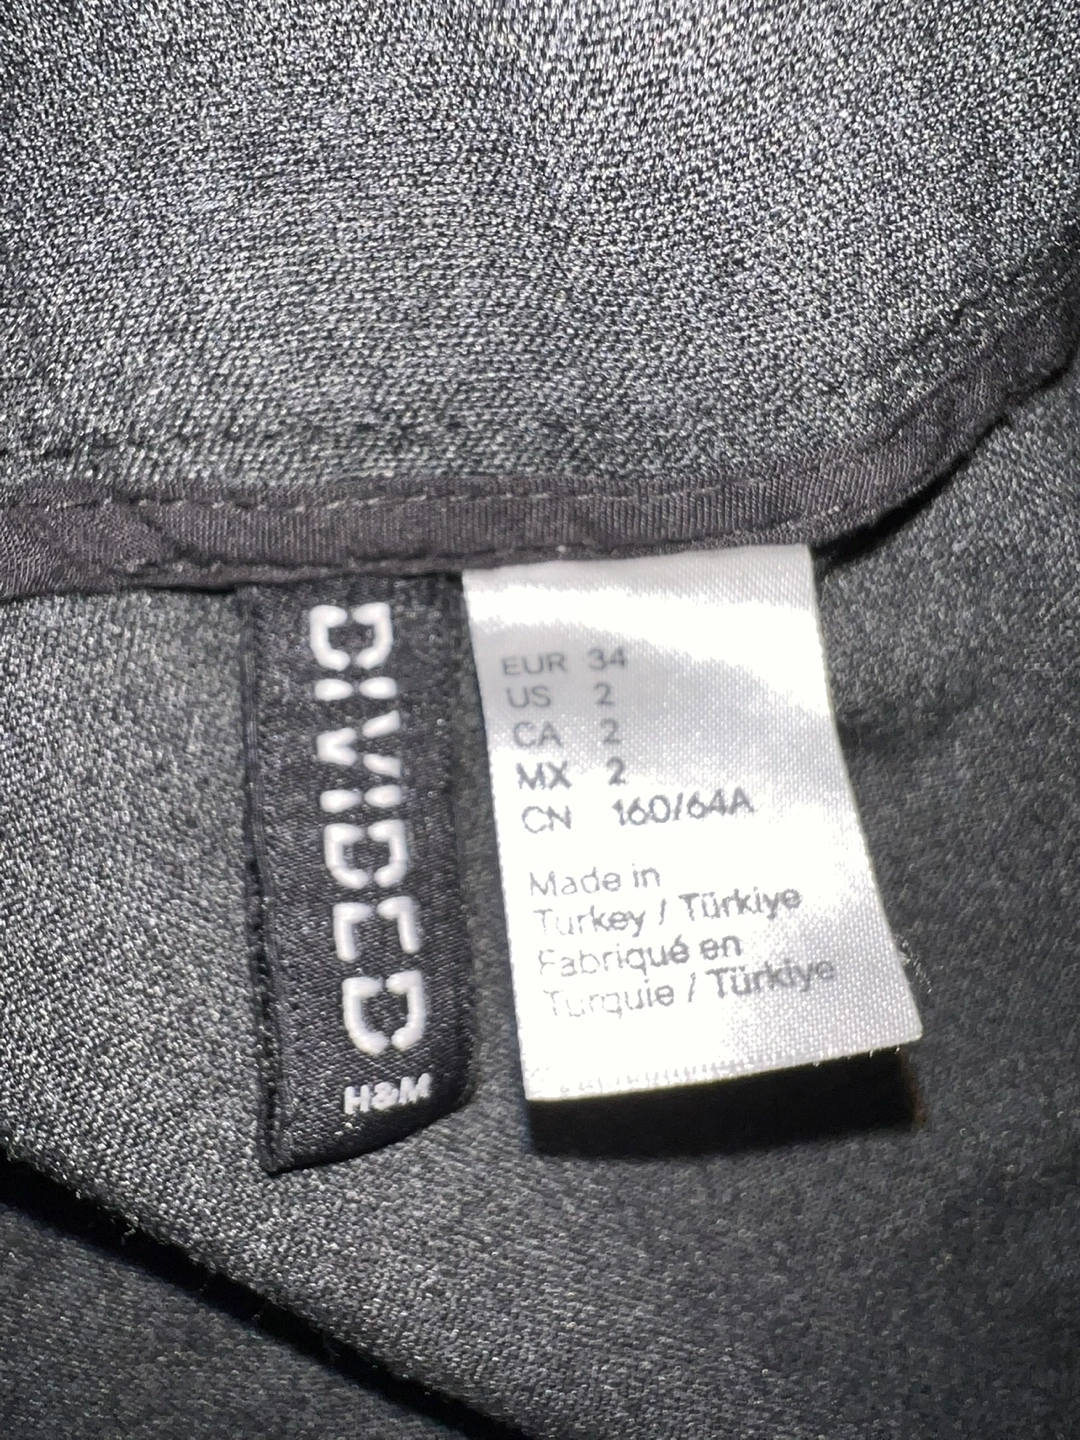 DIVIDED
H&M
EUR 34
US 2
CA 2
MX 2
CN 160/64A
Made in
Turkey / Türkiye
Fabriqué en
Turquie / Türkiye